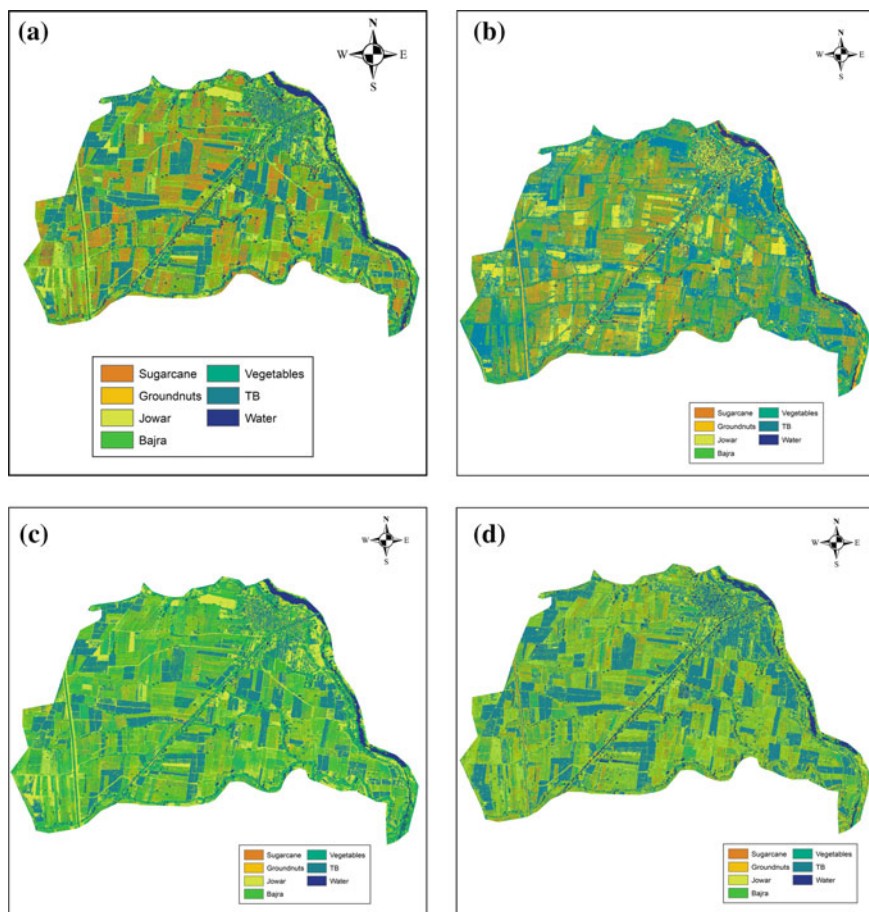 (a)
N
W E
S
Sugarcane Vegetables
Groundnuts TB
Jowar Water
Bajra
(b)
N
W E
S
Sugarcane Vegetables
Groundnuts TB
Jowar Water
Bajra
(c)
N
W E
S
Sugarcane Vegetables
Groundnuts TB
Jowar Water
Bajra
(d)
N
W E
S
Sugarcane Vegetables
Groundnuts TB
Jowar Water
Bajra